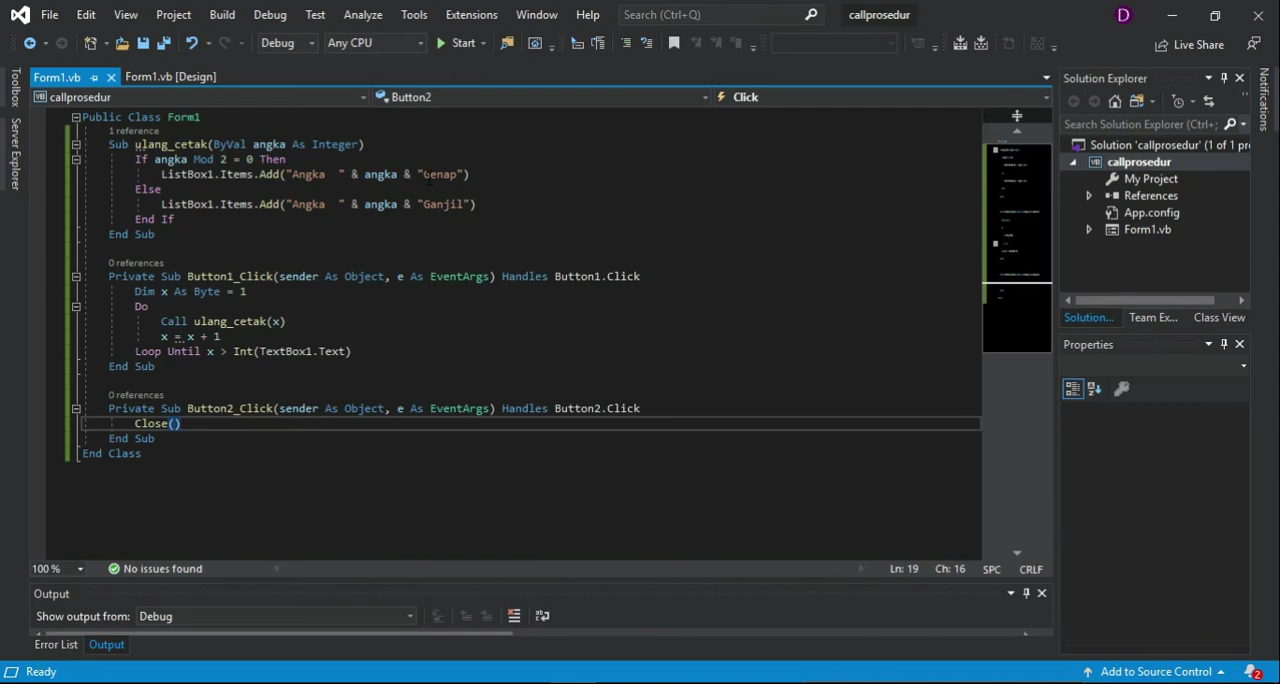 File Edit View Project Build Debug Test Analyze Tools Extensions Window Help Search (Ctrl+Q) callprosedur D
Debug Any CPU Start Live Share
Form1.vb Form1.vb [Design]
callprosedur Button2 Click
Toolbox
Server Explorer
Public Class Form1
1 reference
Sub ulang_cetak(ByVal angka As Integer)
If angka Mod 2 = 0 Then
ListBox1.Items.Add("Angka  " & angka & "Genap")
Else
ListBox1.Items.Add("Angka  " & angka & "Ganjil")
End If
End Sub
0 references
Private Sub Button1_Click(sender As Object, e As EventArgs) Handles Button1.Click
Dim x As Byte = 1
Do
Call ulang_cetak(x)
x = x + 1
Loop Until x > Int(TextBox1.Text)
End Sub
0 references
Private Sub Button2_Click(sender As Object, e As EventArgs) Handles Button2.Click
Close()
End Sub
End Class
100 % No issues found Ln: 19 Ch: 16 SPC CRLF
Output
Show output from: Debug
Error List Output
Solution Explorer
Search Solution Explorer (Ctrl+;
Solution 'callprosedur' (1 of 1 pr
callprosedur
My Project
References
App.config
Form1.vb
Solution... Team Ex... Class View
Properties
Notifications
Ready Add to Source Control 2